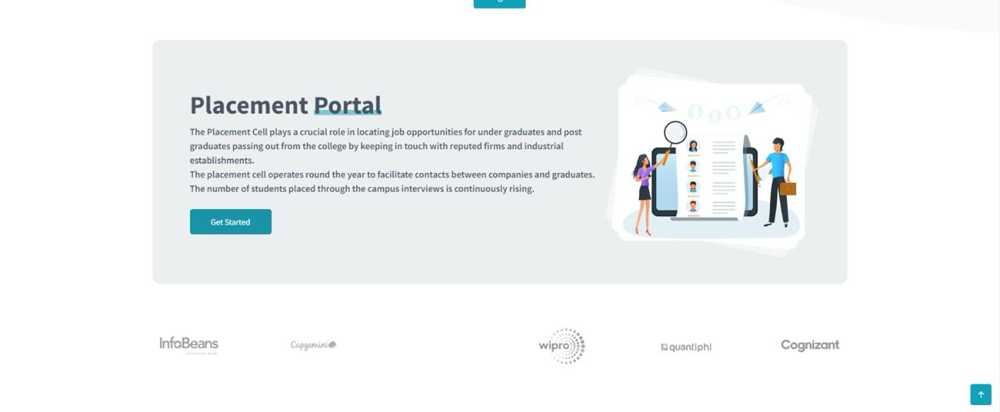 Placement Portal
The Placement Cell plays a crucial role in locating job opportunities for under graduates and post
graduates passing out from the college by keeping in touch with reputed firms and industrial
establishments.
The placement cell operates round the year to facilitate contacts between companies and graduates.
The number of students placed through the campus interviews is continuously rising.
Get Started
InfoBeans
Capgemini
wipro
quantiphi
Cognizant